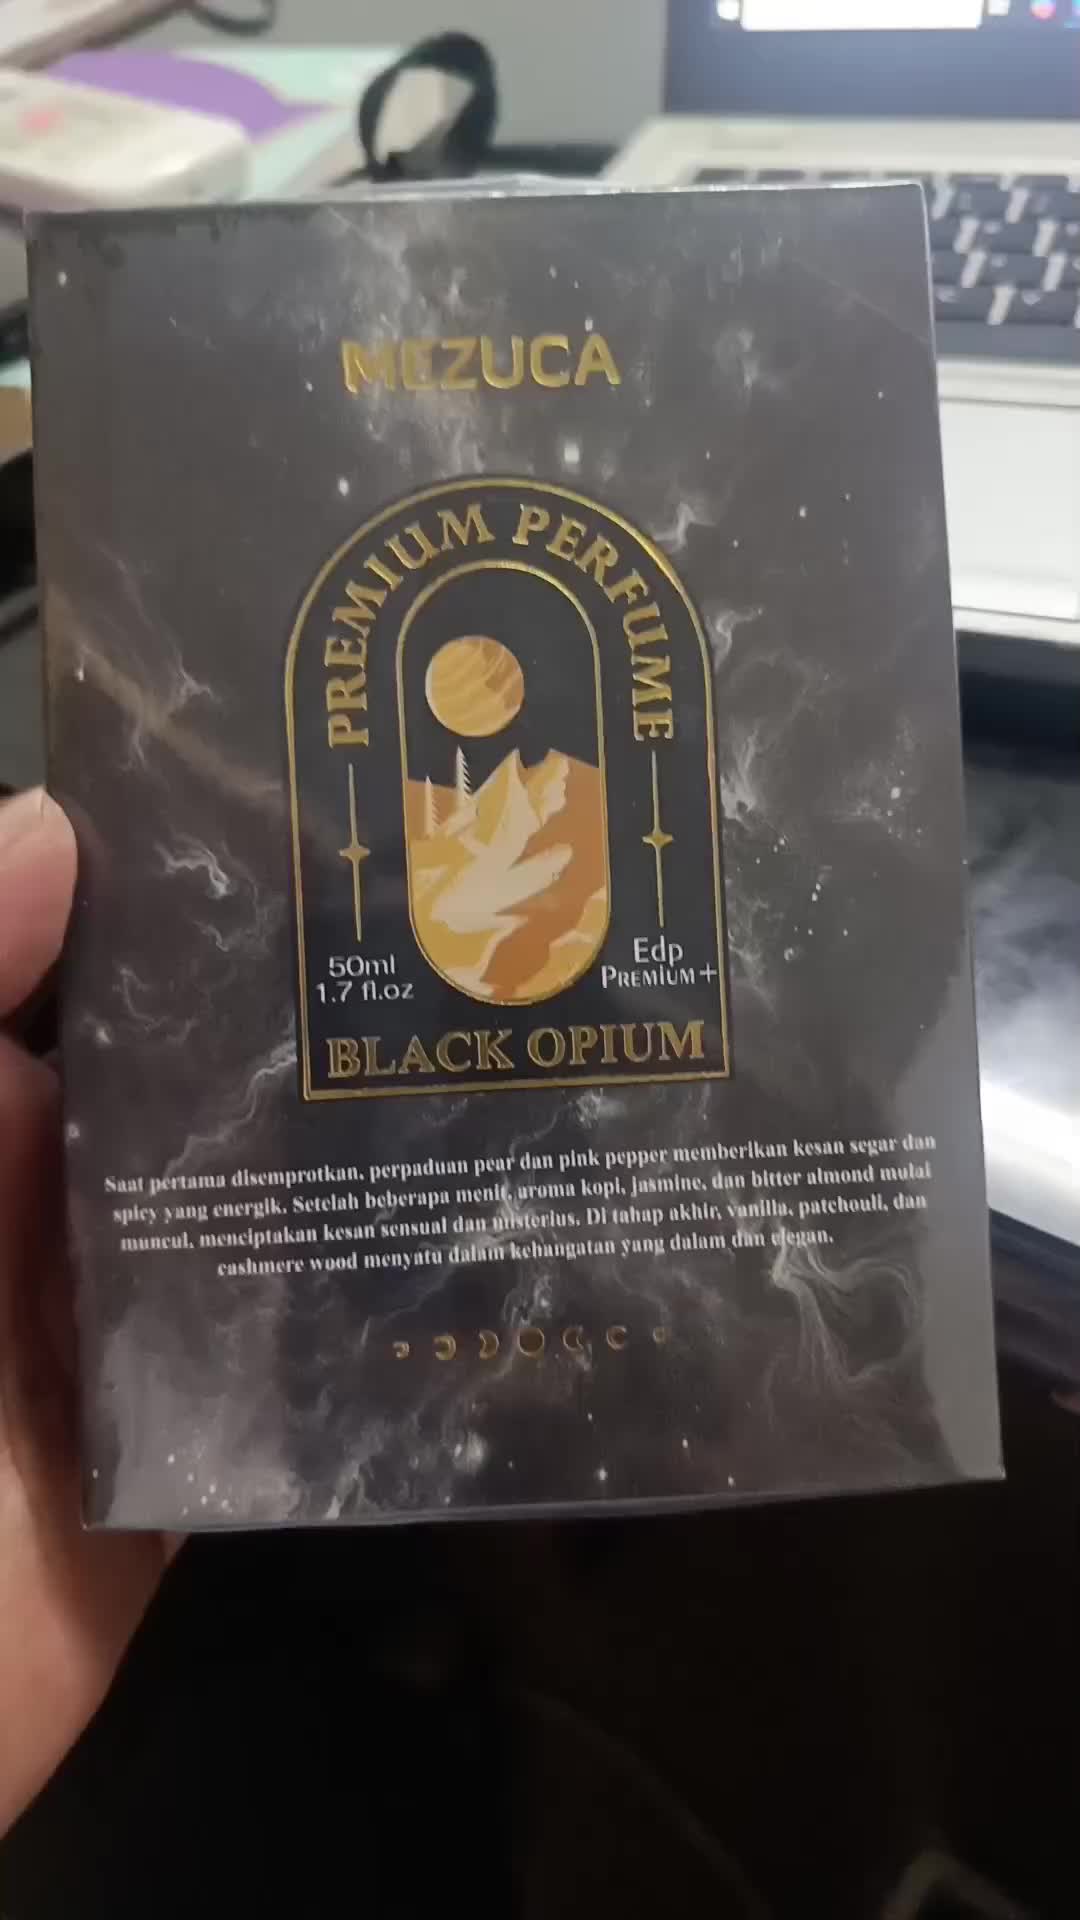 MEZUCA
PREMIUM PERFUME
50ml
1.7 fl.oz
Edp
PREMIUM+
BLACK OPIUM
Saat pertama disemprotkan, perpaduan pear dan pink pepper memberikan kesan segar dan
spicy yang energik. Setelah beberapa menit, aroma kopi, jasmine, dan bitter almond mulai
muncul, menciptakan kesan sensual dan misterius. Di tahap akhir, vanilla, patchouli, dan
cashmere wood menyatu dalam kehangatan yang dalam dan elegan.